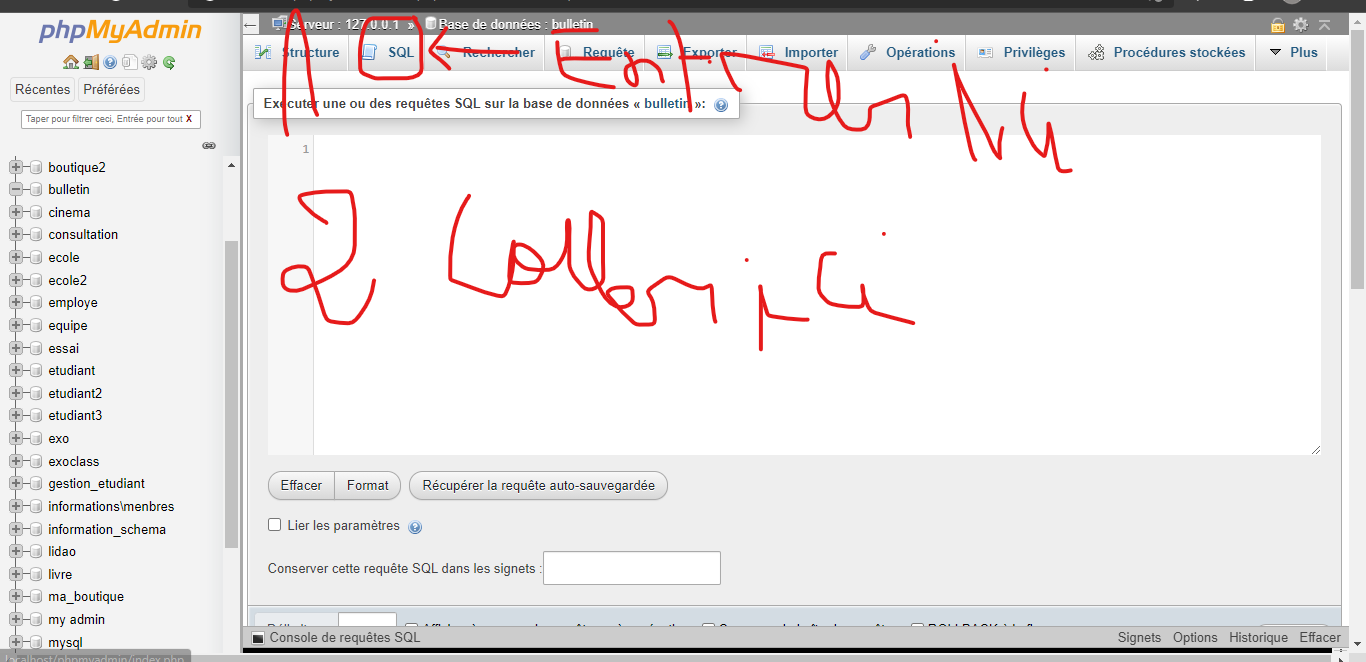 phpMyAdmin
Récentes Préférées
Taper pour filtrer ceci, Entrée pour tout X
boutique2
bulletin
cinema
consultation
ecole
ecole2
employe
equipe
essai
etudiant
etudiant2
etudiant3
exo
exoclass
gestion_etudiant
informations\menbres
information_schema
lidao
livre
ma_boutique
my admin
mysql
localhost/phpmyadmin/index.php
Serveur : 127.0.0.1 » Base de données : bulletin
Structure SQL Rechercher Requête Exporter Importer Opérations Privilèges Procédures stockées Plus
Exécuter une ou des requêtes SQL sur la base de données « bulletin »:
1
2
Effacer Format Récupérer la requête auto-sauvegardée
Lier les paramètres
Conserver cette requête SQL dans les signets :
Console de requêtes SQL Signets Options Historique Effacer